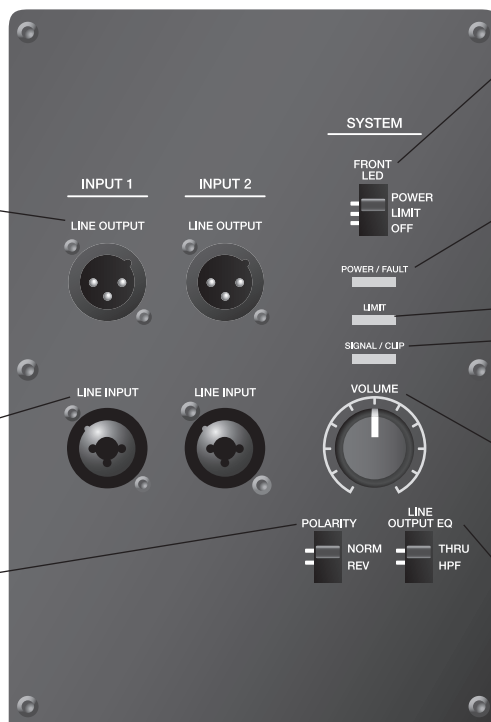 SYSTEM
FRONT
LED
POWER
LIMIT
OFF
INPUT 1
INPUT 2
LINE OUTPUT
LINE OUTPUT
POWER / FAULT
LIMIT
SIGNAL / CLIP
LINE INPUT
LINE INPUT
VOLUME
POLARITY
NORM
REV
LINE
OUTPUT EQ
THRU
HPF